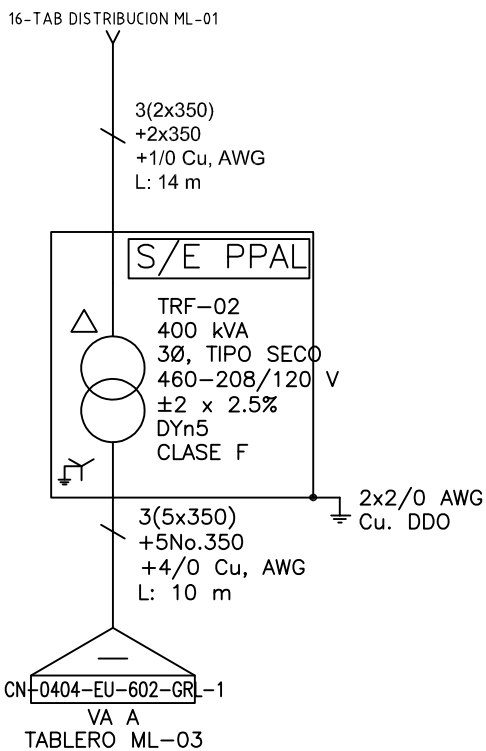 16-TAB DISTRIBUCION ML-01
3(2x350)
+2x350
+1/0 Cu, AWG
L: 14 m
S/E PPAL
TRF-02
400 kVA
3Ø, TIPO SECO
460-208/120 V
±2 x 2.5%
DYn5
CLASE F
2x2/0 AWG
Cu. DDO
3(5x350)
+5No.350
+4/0 Cu, AWG
L: 10 m
CN-0404-EU-602-GRL-1
VA A
TABLERO ML-03